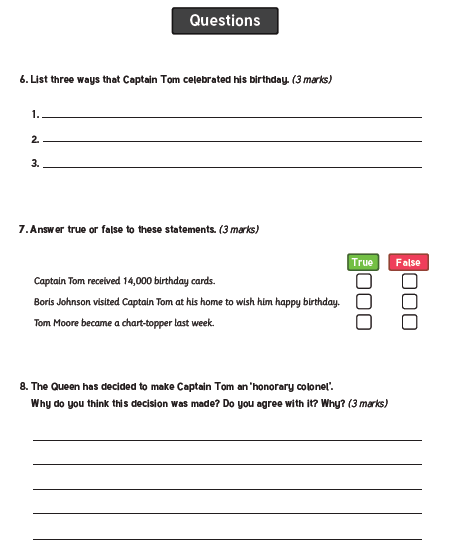 Questions
6. List three ways that Captain Tom celebrated his birthday. (3 marks)
1.
2.
3.
7. Answer true or false to these statements. (3 marks)
True False
Captain Tom received 14,000 birthday cards.
Boris Johnson visited Captain Tom at his home to wish him happy birthday.
Tom Moore became a chart-topper last week.
8. The Queen has decided to make Captain Tom an 'honorary colonel'.
Why do you think this decision was made? Do you agree with it? Why? (3 marks)